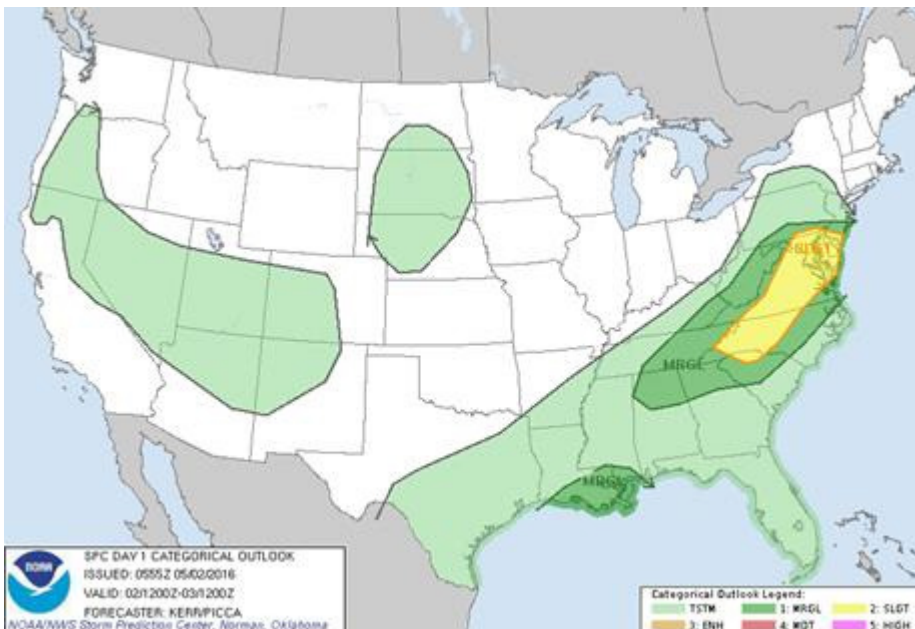 SLGT
MRGL
MRGL
NOAA
SPC DAY 1 CATEGORICAL OUTLOOK
ISSUED: 0555Z 05/02/2016
VALID: 02/1200Z-03/1200Z
FORECASTER: KERR/PICCA
NOAA/NWS Storm Prediction Center, Norman, Oklahoma
Categorical Outlook Legend:
TSTM 1: MRGL 2: SLGT
3: ENH 4: MDT 5: HIGH